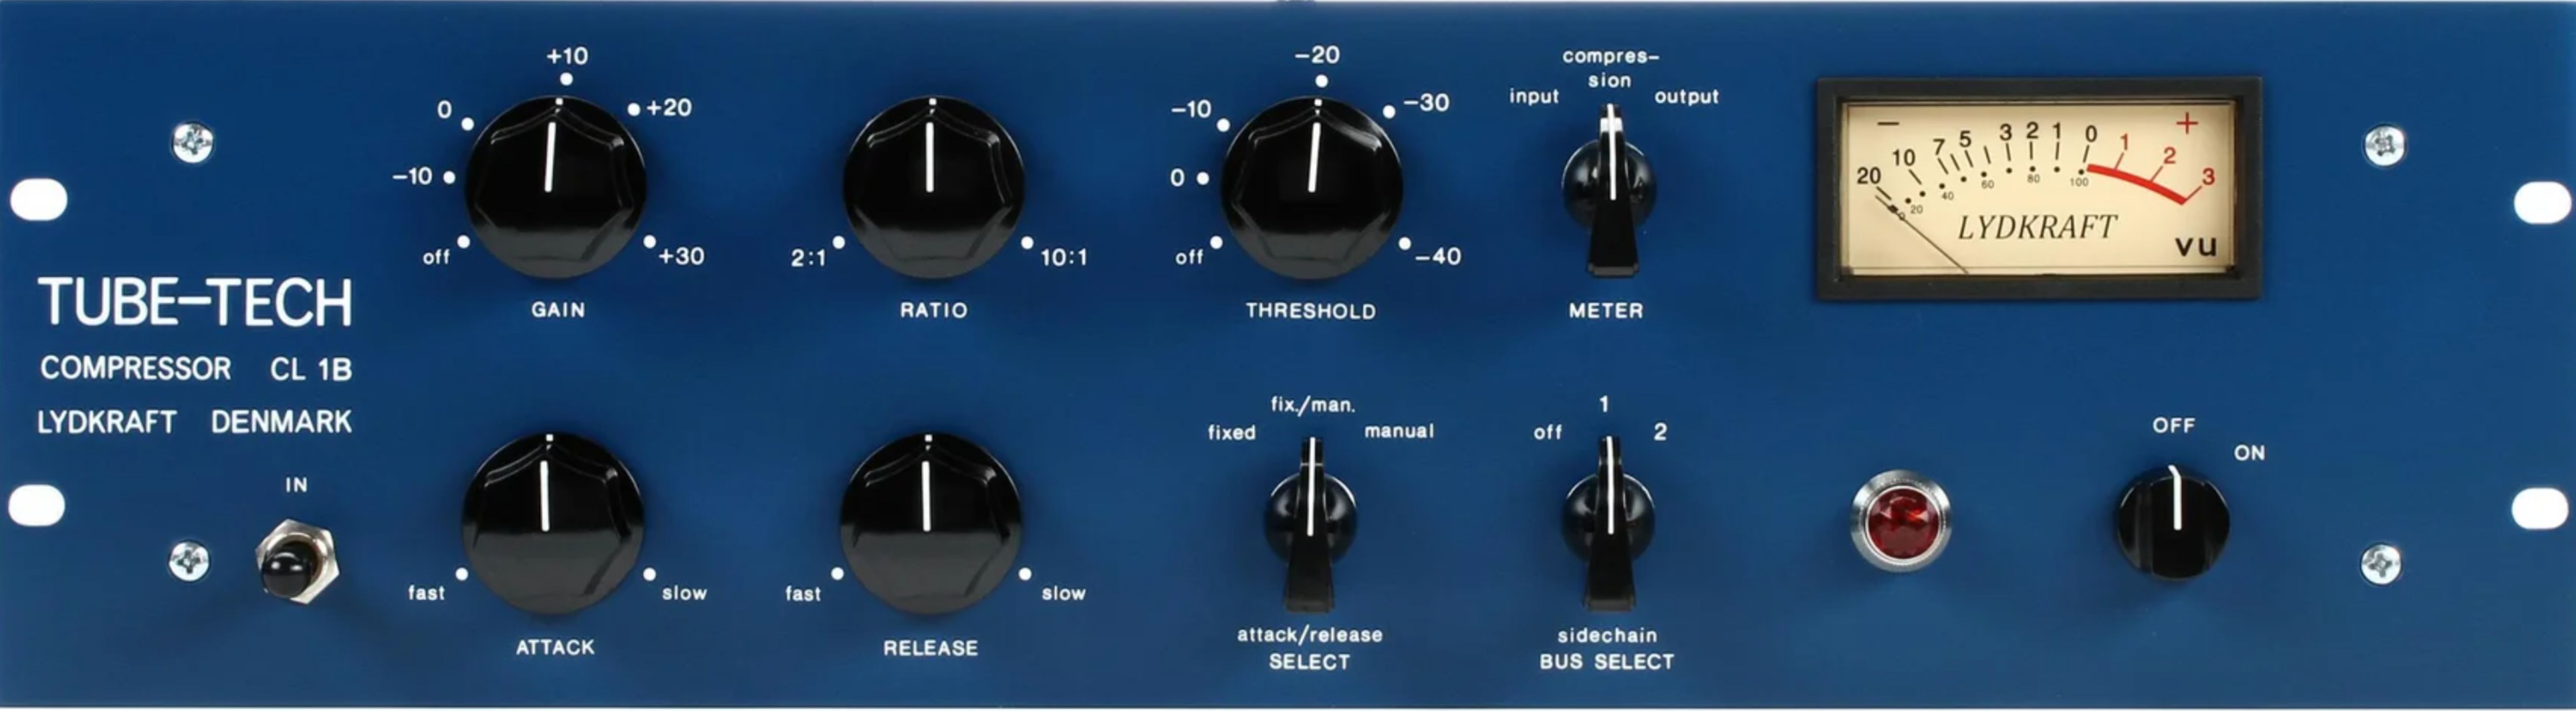 +10
0
+20
-10
off
+30
GAIN
2:1
10:1
RATIO
-20
-10
-30
0
off
-40
THRESHOLD
compres-
sion
input
output
METER
- +
20 10 7 5 3 2 1 0 1 2 3
0 20 40 60 80 100
LYDKRAFT
vu
TUBE-TECH
COMPRESSOR CL 1B
LYDKRAFT DENMARK
IN
fast
slow
ATTACK
fast
slow
RELEASE
fix./man.
fixed
manual
attack/release
SELECT
1
off
2
sidechain
BUS SELECT
OFF
ON